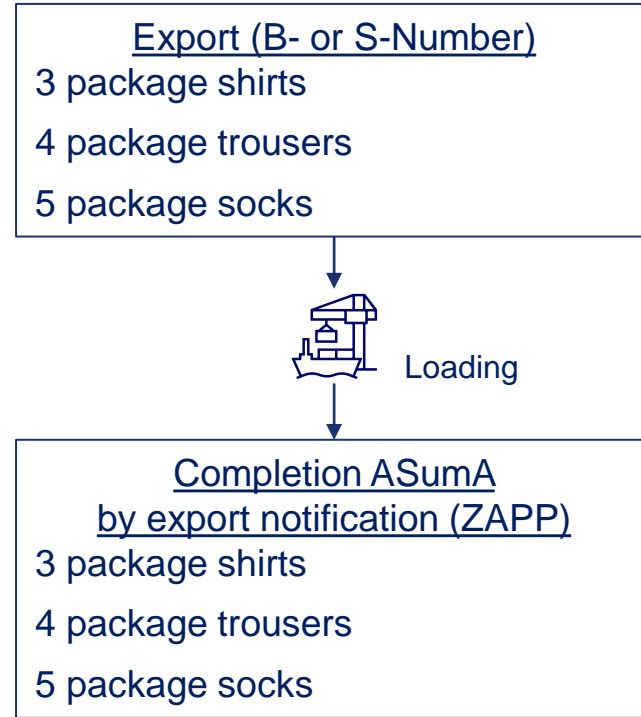 Export (B- or S-Number)
3 package shirts
4 package trousers
5 package socks
Loading
Completion ASumA
by export notification (ZAPP)
3 package shirts
4 package trousers
5 package socks